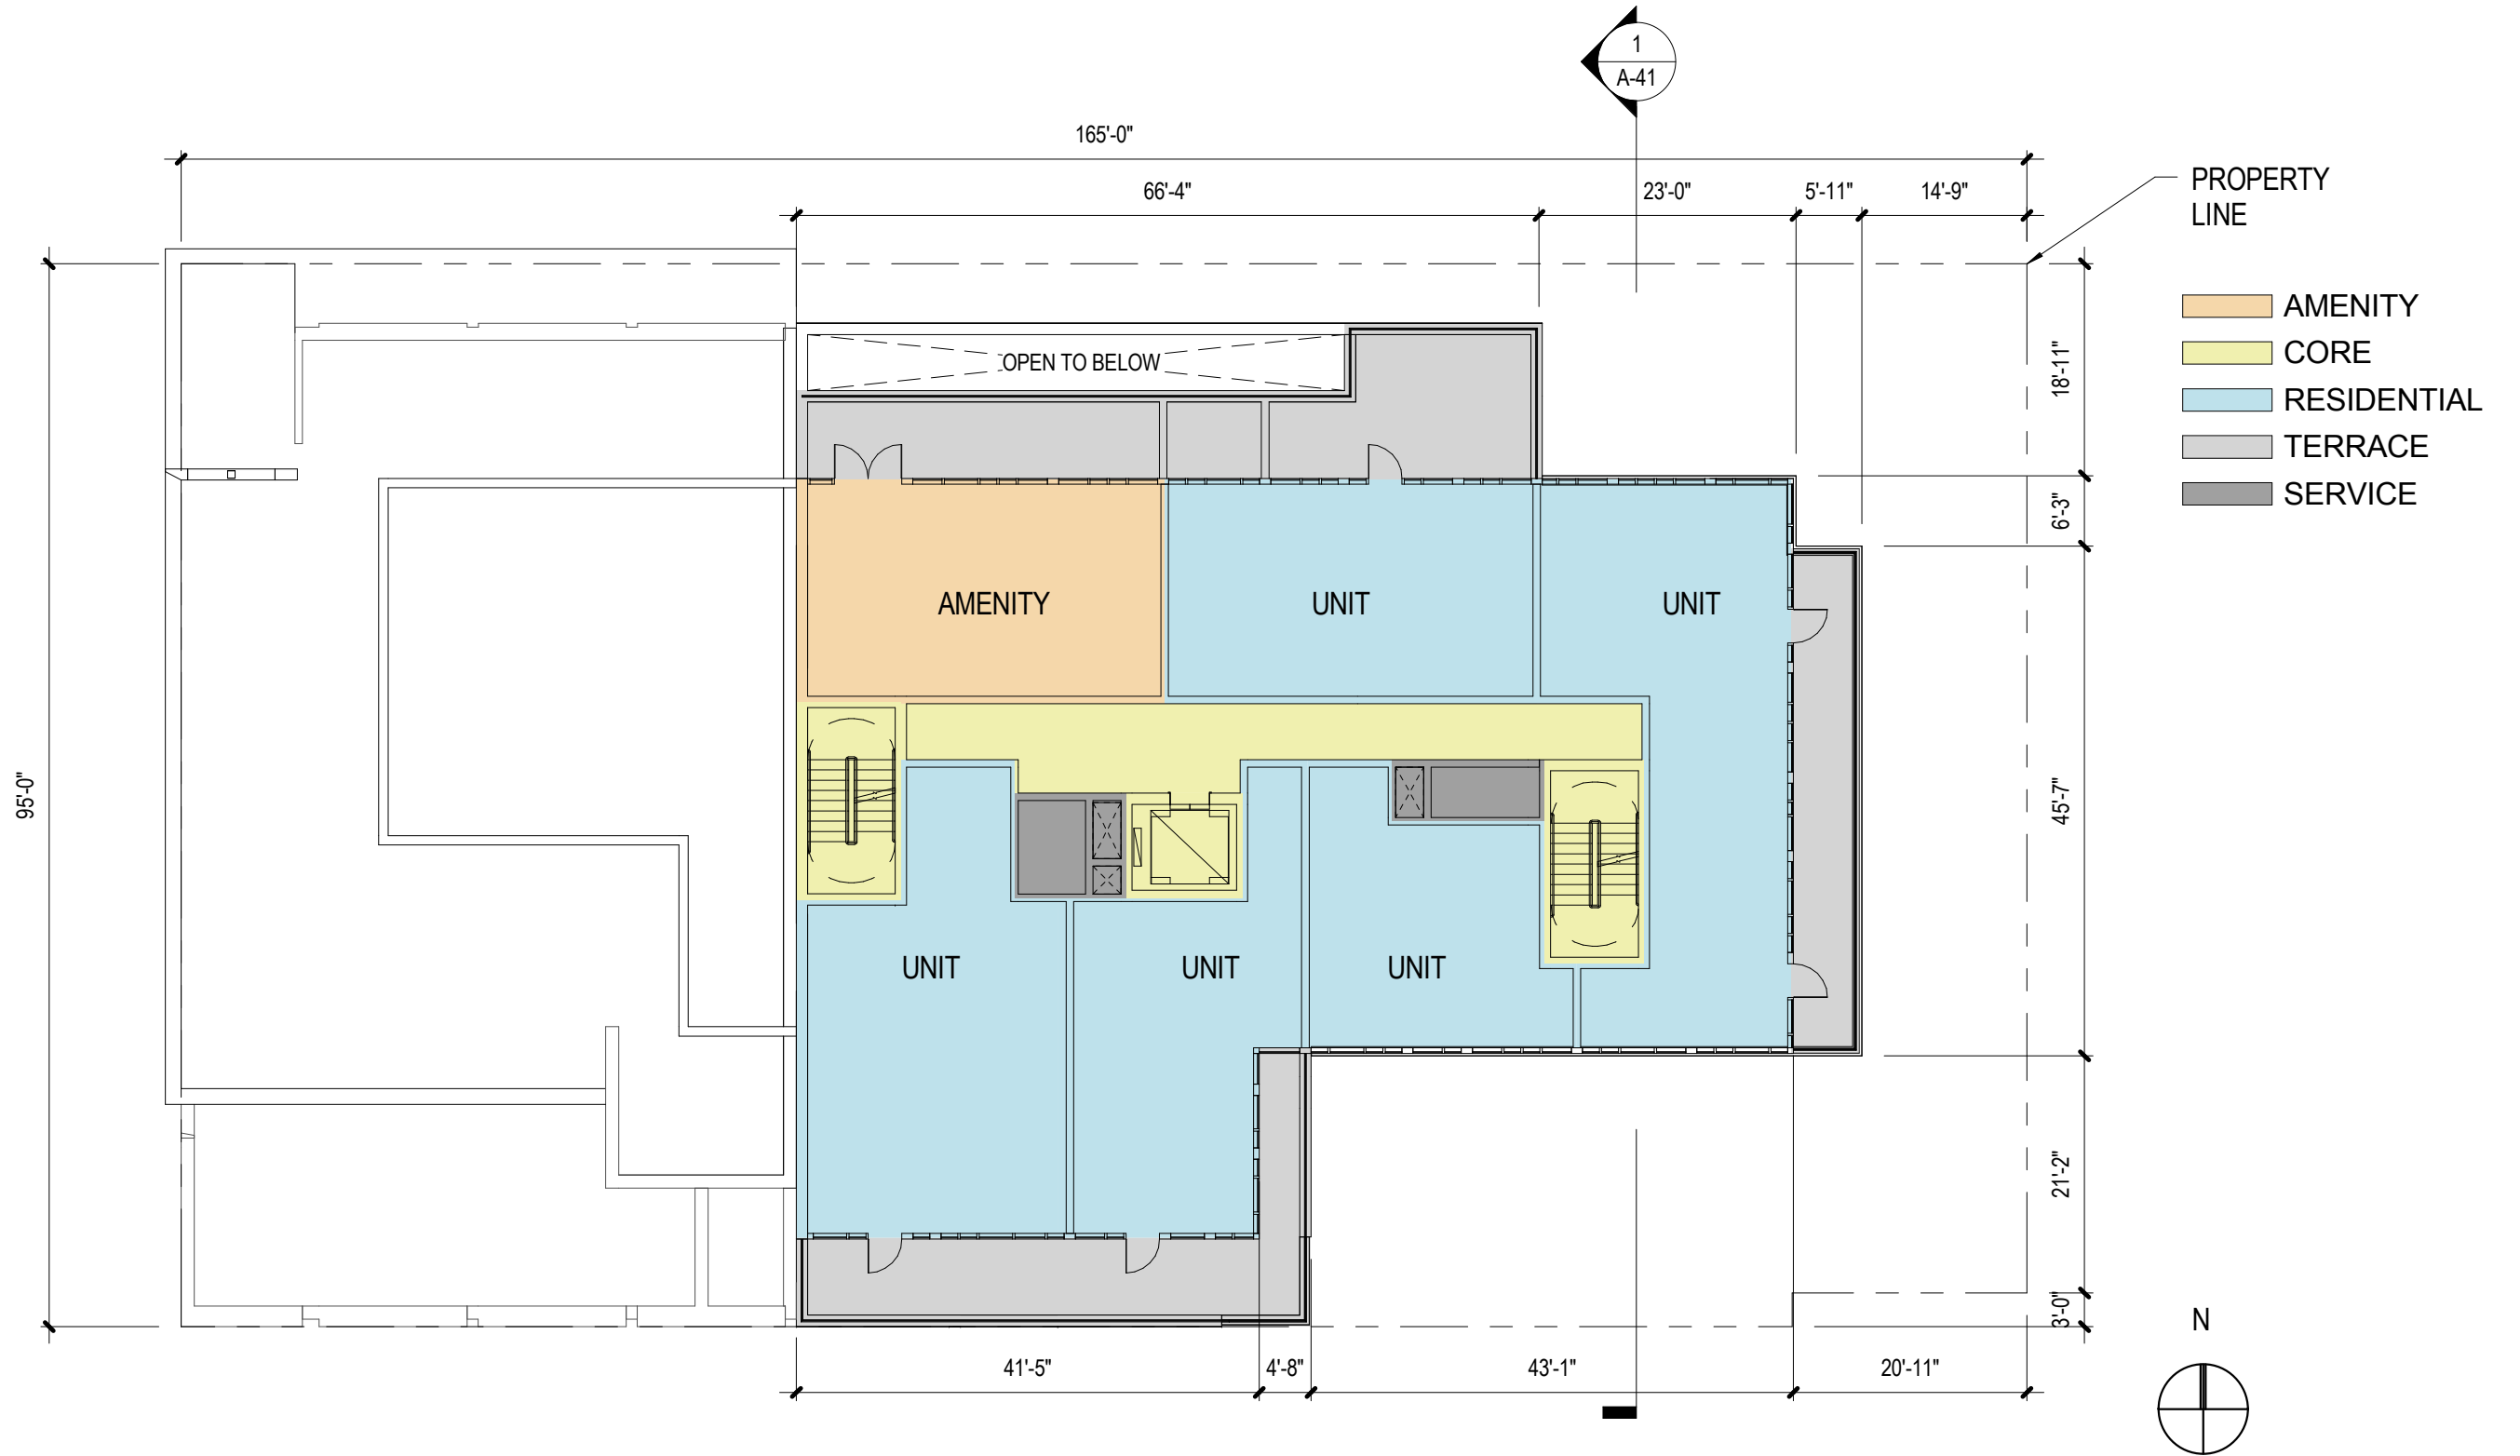 1
A-41
165'-0"
66'-4"
23'-0"
5'-11"
14'-9"
PROPERTY
LINE
AMENITY
CORE
RESIDENTIAL
TERRACE
SERVICE
OPEN TO BELOW
18'-11"
6'-3"
AMENITY
UNIT
UNIT
95'-0"
45'-7"
UNIT
UNIT
UNIT
21'-2"
3'-0"
N
41'-5"
4'-8"
43'-1"
20'-11"